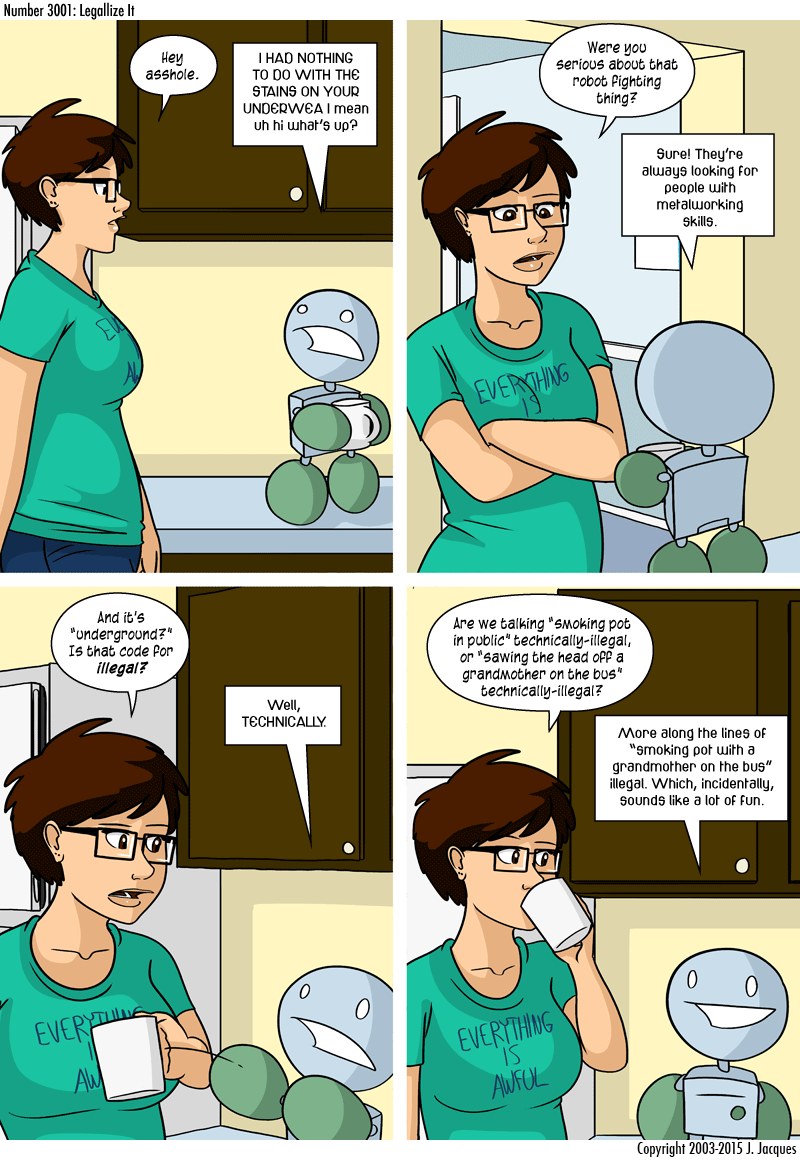 Number 3001: Legallize It
Hey
asshole.
I HAD NOTHING
TO DO WITH THE
STAINS ON YOUR
UNDERWEA I mean
uh hi what's up?
Were you
serious about that
robot fighting
thing?
Sure! They're
always looking for
people with
metalworking
skills.
EVERYTHING
IS
And it's
"underground?"
Is that code for
illegal?
Well,
TECHNICALLY.
EVERYTHING
I
AW
Are we talking "smoking pot
in public" technically-illegal,
or "sawing the head off a
grandmother on the bus"
technically-illegal?
More along the lines of
"smoking pot with a
grandmother on the bus"
illegal. Which, incidentally,
sounds like a lot of fun.
EVERYTHING
IS
AWFUL
Copyright 2003-2015 J. Jacques